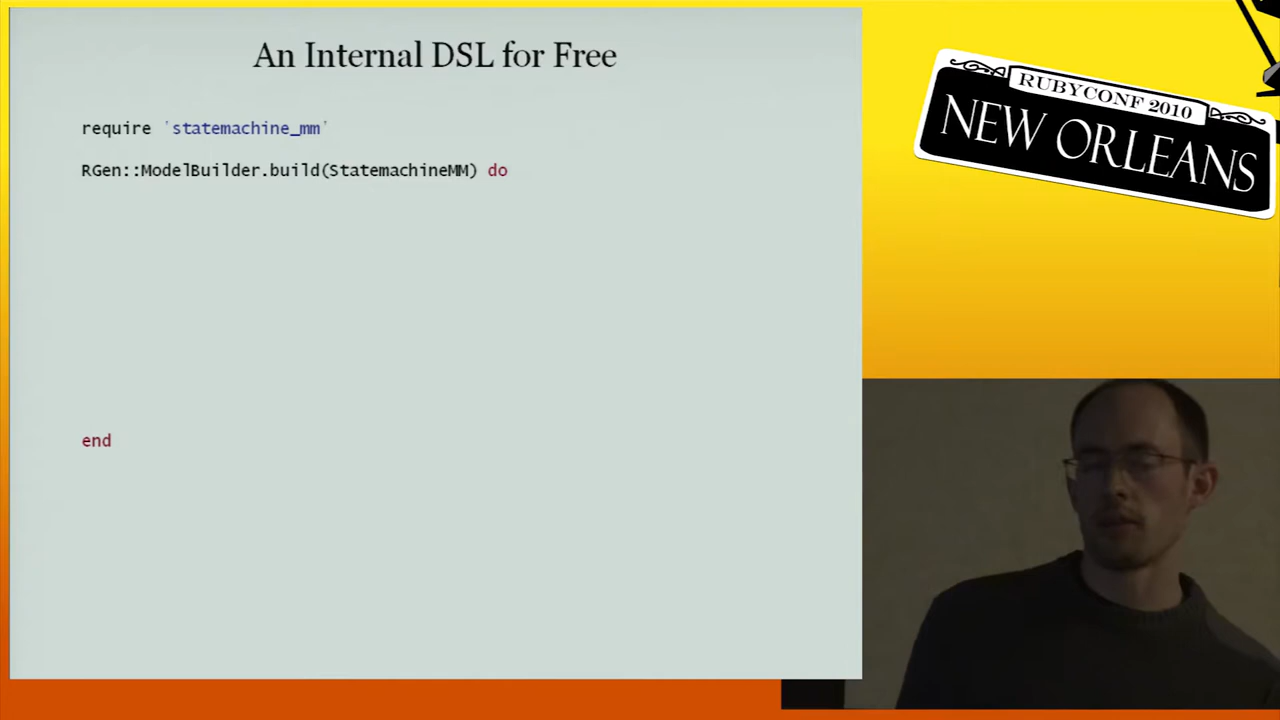 An Internal DSL for Free
require 'statemachine_mm'
RGen::ModelBuilder.build(StatemachineMM) do
end
RUBYCONF 2010
NEW ORLEANS